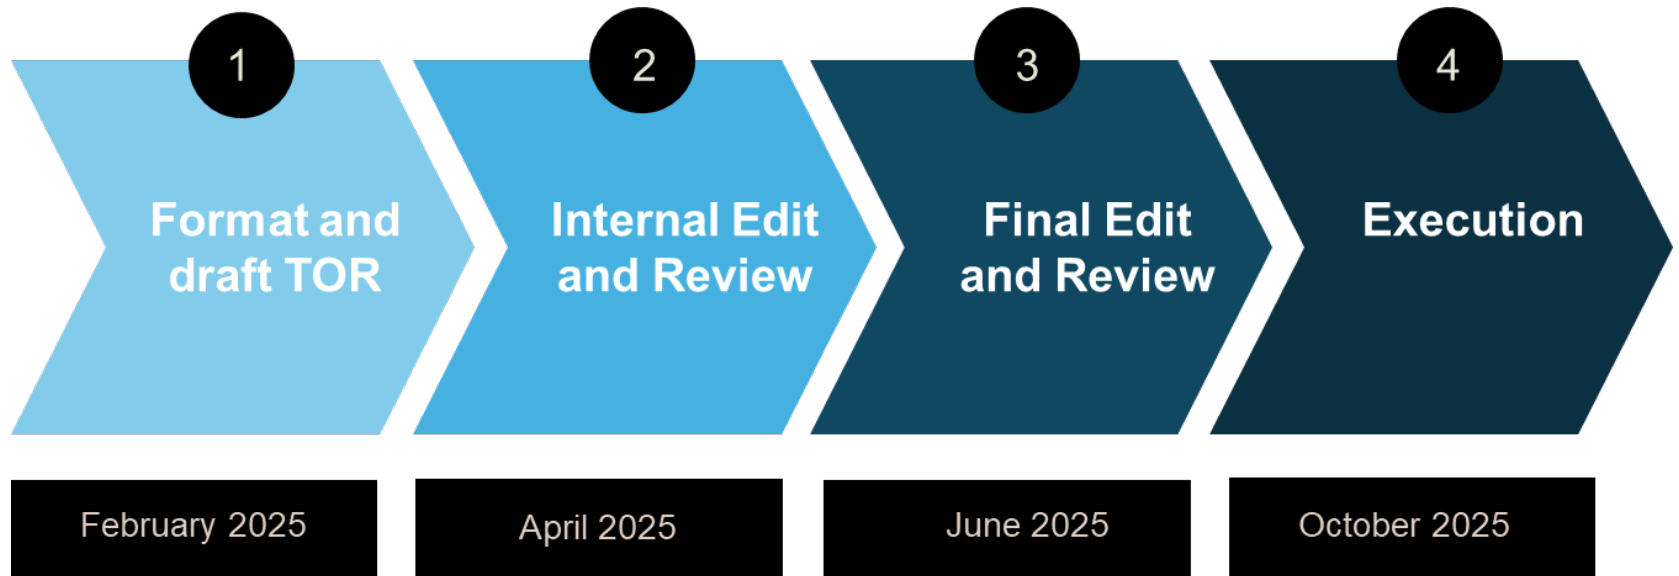 1
2
3
4
Format and
draft TOR
Internal Edit
and Review
Final Edit
and Review
Execution
February 2025
April 2025
June 2025
October 2025